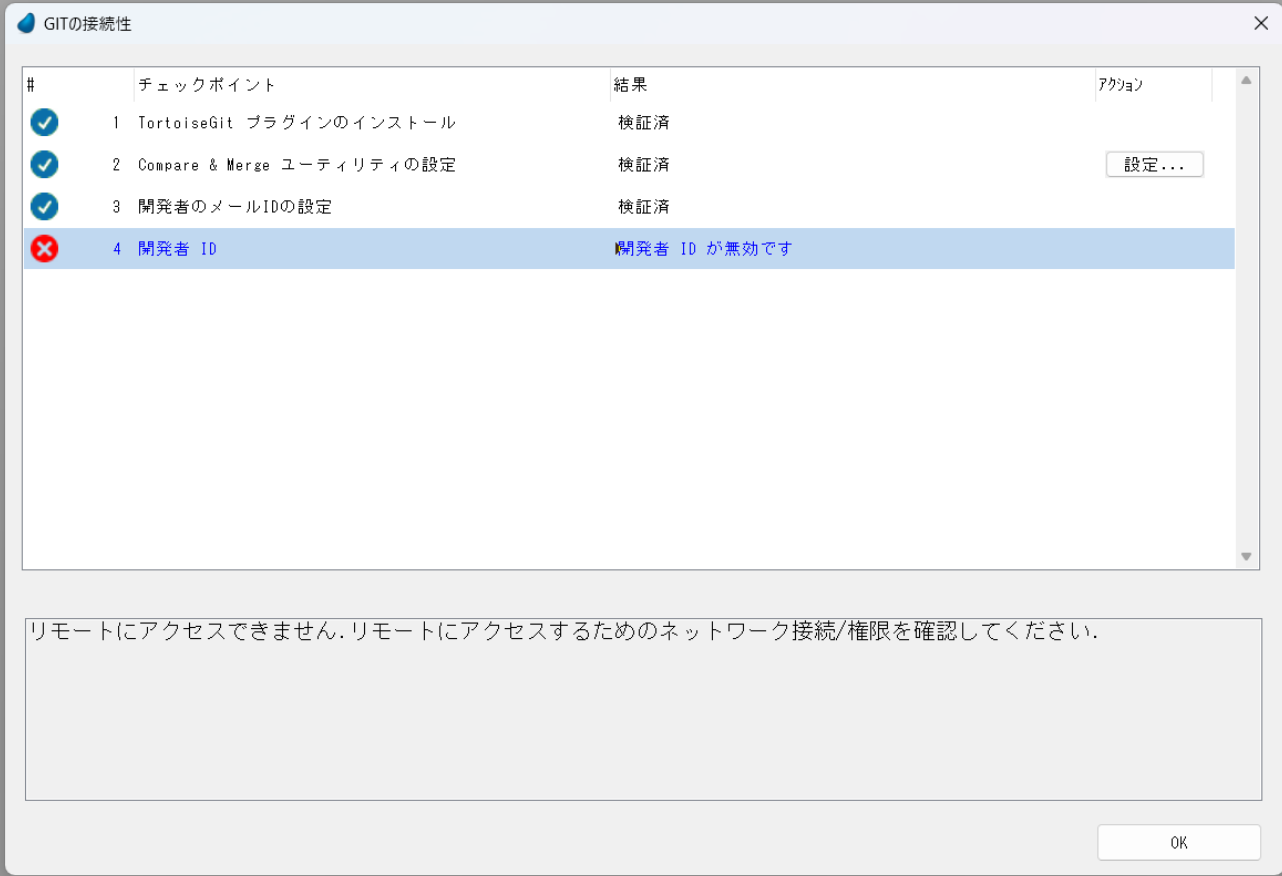 GITの接続性
# チェックポイント 結果 ｱｸｼｮﾝ
1 TortoiseGit プラグインのインストール 検証済
2 Compare & Merge ユーティリティの設定 検証済 設定...
3 開発者のメールIDの設定 検証済
4 開発者 ID 開発者 ID が無効です
リモートにアクセスできません.リモートにアクセスするためのネットワーク接続/権限を確認してください.
OK